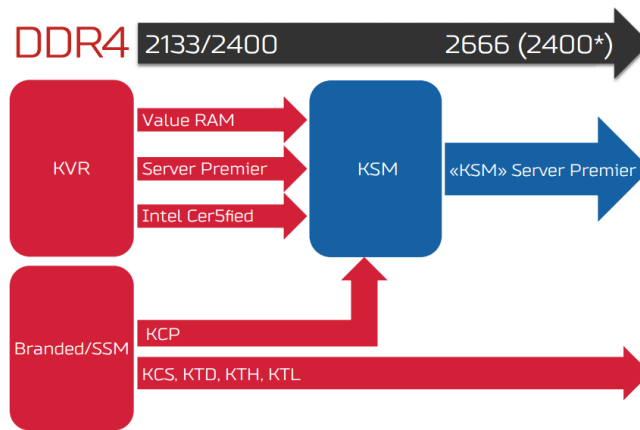 DDR4 2133/2400 2666 (2400*)
Value RAM
KVR
Server Premier
KSM
«KSM» Server Premier
Intel Cer5fied
KCP
Branded/SSM
KCS, KTD, KTH, KTL